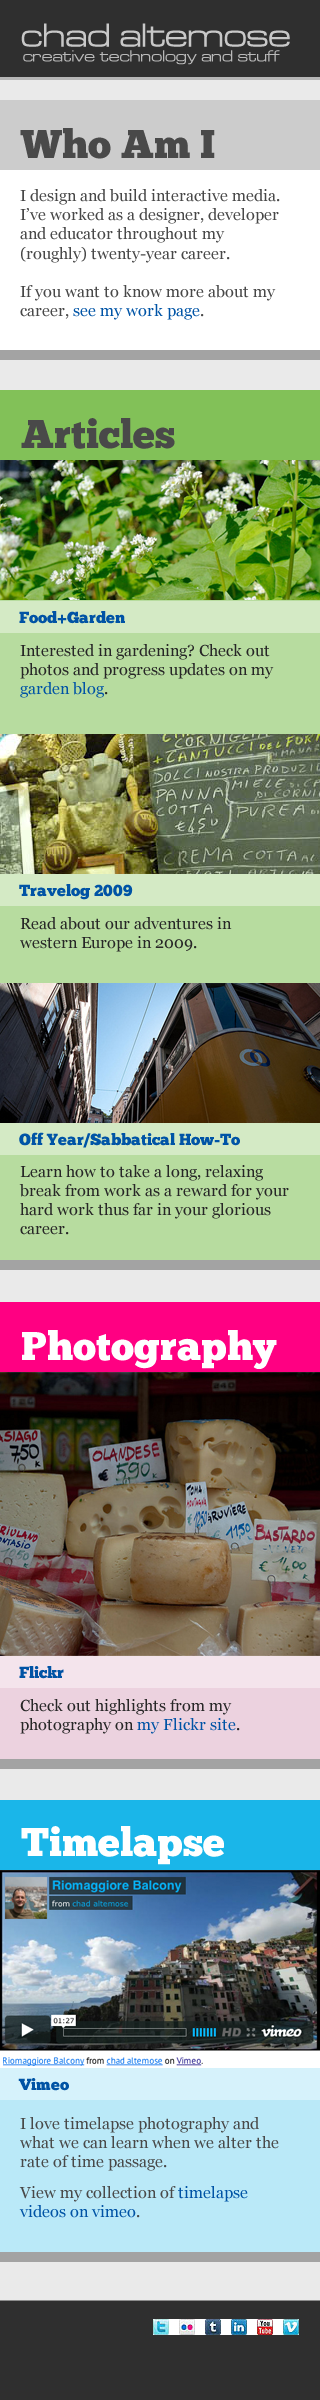 chad altemose
creative technology and stuff
Who Am I
I design and build interactive media.
I've worked as a designer, developer
and educator throughout my
(roughly) twenty-year career.
If you want to know more about my
career, see my work page.
Articles
Food+Garden
Interested in gardening? Check out
photos and progress updates on my
garden blog.
CORNIGLIA
+ CANTUCCI
DOLCI NOSTRA PRODUZI
PANNA
COTTA
€4,50
MIELE
PUREA
CREMA COTTA
Travelog 2009
Read about our adventures in
western Europe in 2009.
Off Year/Sabbatical How-To
Learn how to take a long, relaxing
break from work as a reward for your
hard work thus far in your glorious
career.
Photography
ASIAGO
7,50
OLANDESE
€ 5,90
GRUVIERE
11,50
BASTARDO
€ 14,00
Flickr
Check out highlights from my
photography on my Flickr site.
Timelapse
Riomaggiore Balcony
from chad altemose
01:27
HD
vimeo
Riomaggiore Balcony from chad altemose on Vimeo.
Vimeo
I love timelapse photography and
what we can learn when we alter the
rate of time passage.
View my collection of timelapse
videos on vimeo.
t
t
in
You
Tube
v